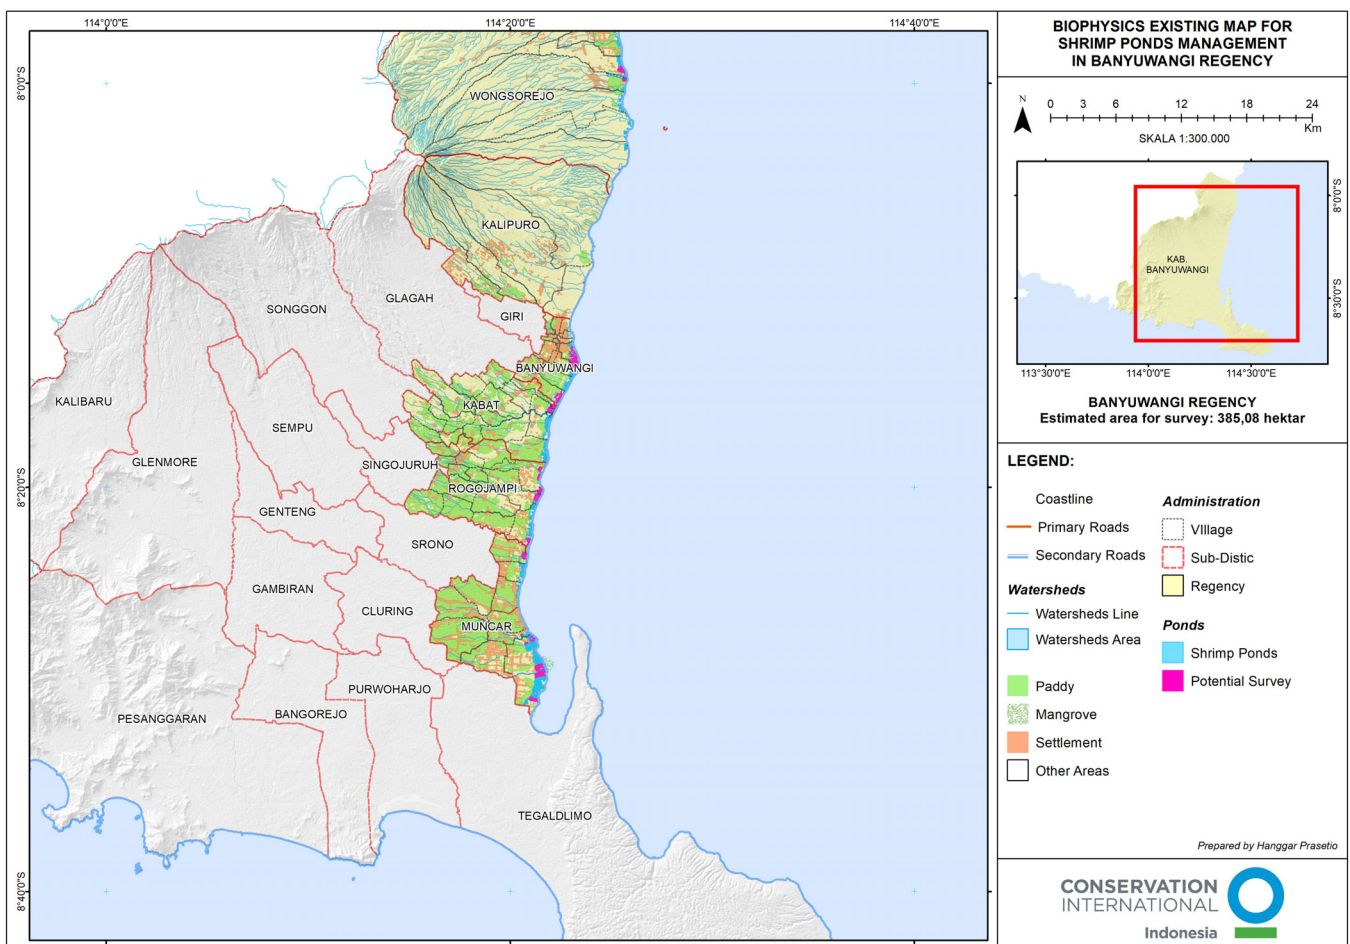 114°0'0"E
114°20'0"E
114°40'0"E
8°0'0"S
8°20'0"S
8°40'0"S
WONGSOREJO
KALIPURO
GLAGAH
SONGGON
GIRI
BANYUWANGI
KALIBARU
KABAT
SEMPU
GLENMORE
SINGOJURUH
ROGOJAMPI
GENTENG
SRONO
GAMBIRAN
CLURING
MUNCAR
PURWOHARJO
PESANGGARAN
BANGOREJO
TEGALDLIMO
BIOPHYSICS EXISTING MAP FOR
SHRIMP PONDS MANAGEMENT
IN BANYUWANGI REGENCY
N
0 3 6 12 18 24
Km
SKALA 1:300.000
8°0'0"S
8°30'0"S
KAB.
BANYUWANGI
113°30'0"E
114°0'0"E
114°30'0"E
BANYUWANGI REGENCY
Estimated area for survey: 385,08 hektar
LEGEND:
Coastline
Primary Roads
Secondary Roads
Watersheds
Watersheds Line
Watersheds Area
Paddy
Mangrove
Settlement
Other Areas
Administration
VIllage
Sub-Distic
Regency
Ponds
Shrimp Ponds
Potential Survey
Prepared by Hanggar Prasetio
CONSERVATION
INTERNATIONAL
Indonesia